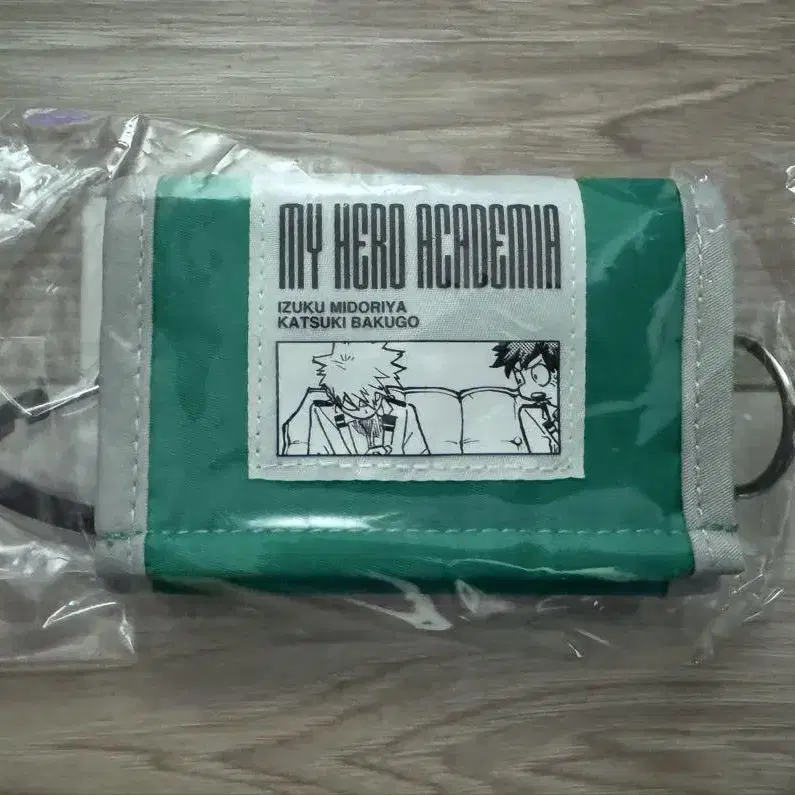 MY HERO ACADEMIA
IZUKU MIDORIYA
KATSUKI BAKUGO